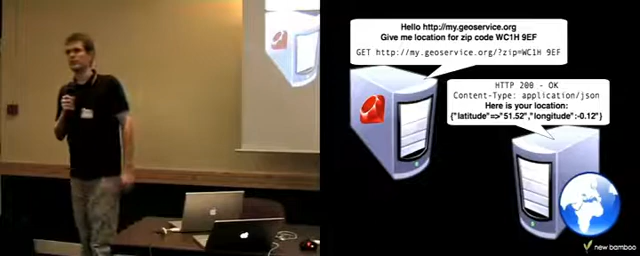 Hello http://my.geoservice.org
Give me location for zip code WC1H 9EF
GET http://my.geoservice.org/?zip=WC1H 9EF
HTTP 200 - OK
Content-Type: application/json
Here is your location:
{"latitude"=>"51.52","longitude":-0.12"}
new bamboo